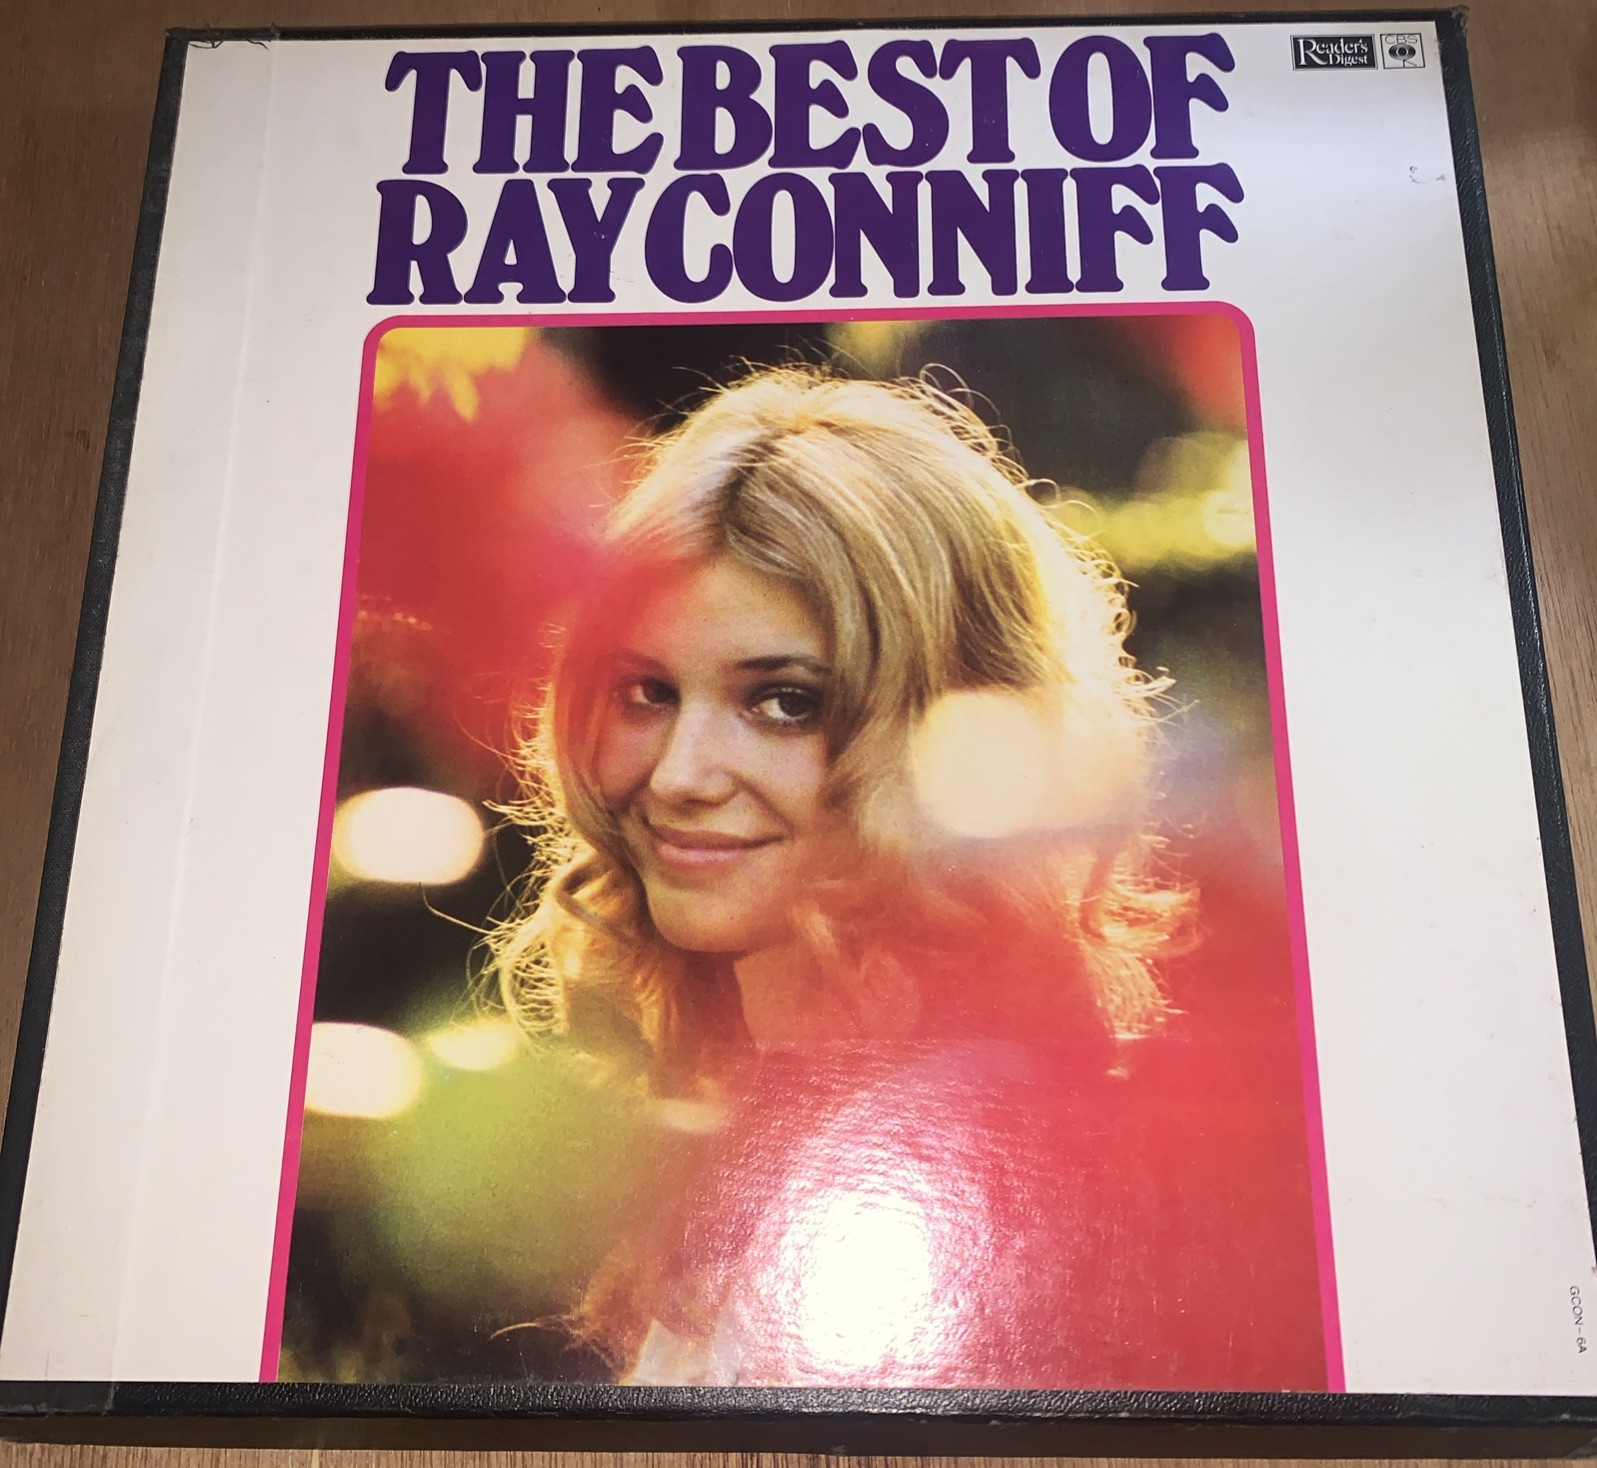 THE BEST OF
RAY CONNIFF
Reader's
Digest
CBS
GCON-6A